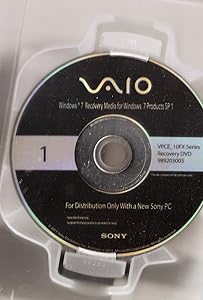 VAIO
Windows® 7 Recovery Media for Windows 7 Products SP 1
1
VPCE_10FX Series
Recovery DVD
989203003
For Distribution Only With a New Sony PC
SONY